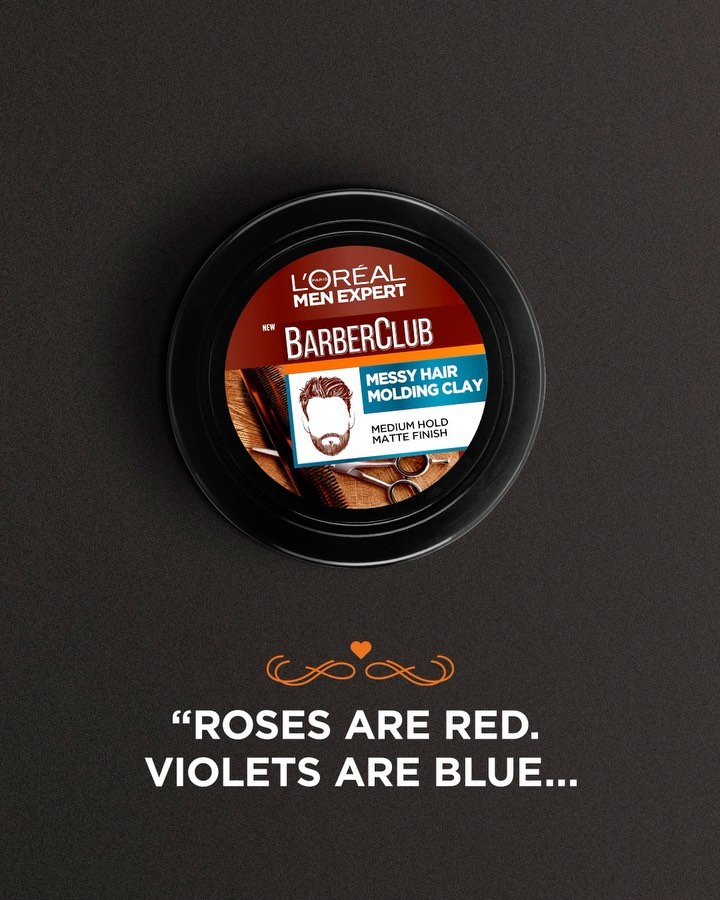 L'ORÉAL
PARIS
MEN EXPERT
NEW
BARBERCLUB
MESSY HAIR
MOLDING CLAY
MEDIUM HOLD
MATTE FINISH
“ROSES ARE RED.
VIOLETS ARE BLUE...